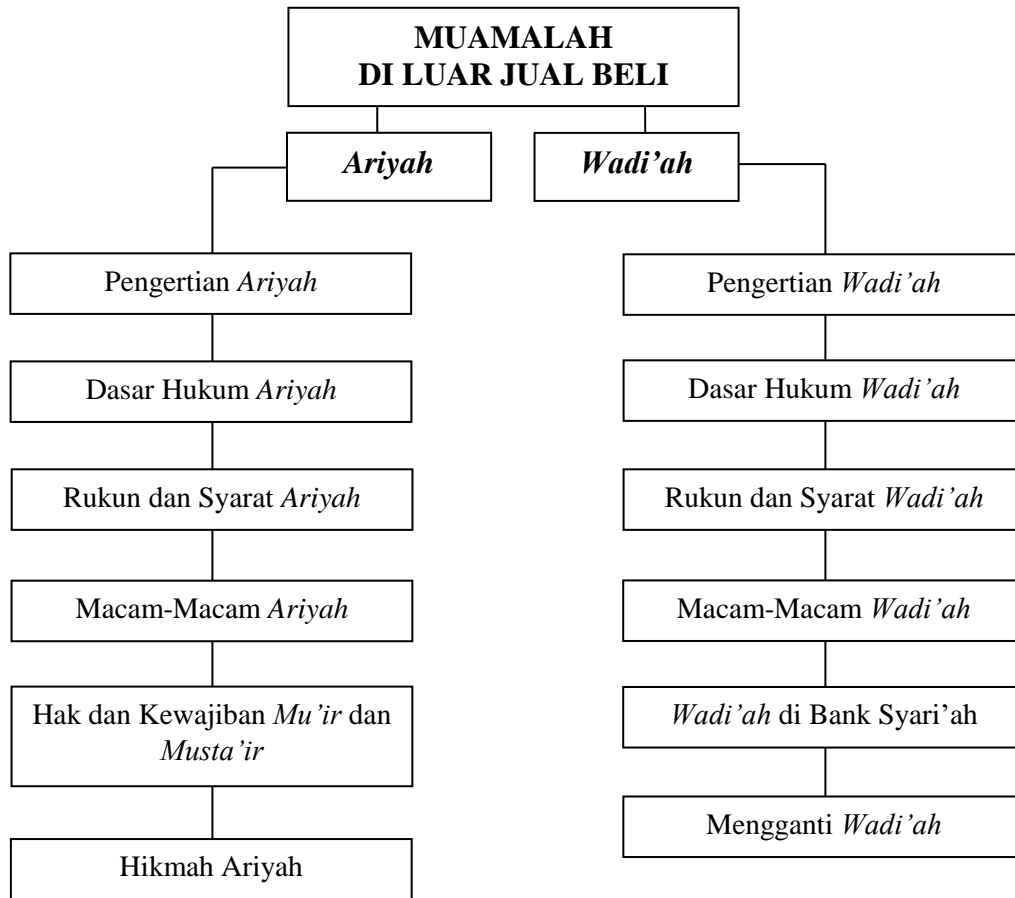 MUAMALAH
DI LUAR JUAL BELI
Ariyah
Wadi’ah
Pengertian Ariyah
Dasar Hukum Ariyah
Rukun dan Syarat Ariyah
Macam-Macam Ariyah
Hak dan Kewajiban Mu’ir dan
Musta’ir
Hikmah Ariyah
Pengertian Wadi’ah
Dasar Hukum Wadi’ah
Rukun dan Syarat Wadi’ah
Macam-Macam Wadi’ah
Wadi’ah di Bank Syari’ah
Mengganti Wadi’ah